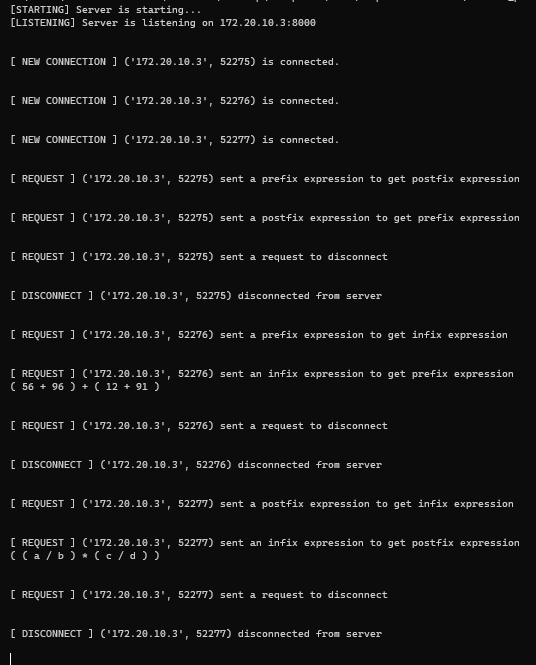 [STARTING] Server is starting...
[LISTENING] Server is listening on 172.20.10.3:8000
[ NEW CONNECTION ] ('172.20.10.3', 52275) is connected.
[ NEW CONNECTION ] ('172.20.10.3', 52276) is connected.
[ NEW CONNECTION ] ('172.20.10.3', 52277) is connected.
[ REQUEST ] ('172.20.10.3', 52275) sent a prefix expression to get postfix expression
[ REQUEST ] ('172.20.10.3', 52275) sent a postfix expression to get prefix expression
[ REQUEST ] ('172.20.10.3', 52275) sent a request to disconnect
[ DISCONNECT ] ('172.20.10.3', 52275) disconnected from server
[ REQUEST ] ('172.20.10.3', 52276) sent a prefix expression to get infix expression
[ REQUEST ] ('172.20.10.3', 52276) sent an infix expression to get prefix expression
( 56 + 96 ) + ( 12 + 91 )
[ REQUEST ] ('172.20.10.3', 52276) sent a request to disconnect
[ DISCONNECT ] ('172.20.10.3', 52276) disconnected from server
[ REQUEST ] ('172.20.10.3', 52277) sent a postfix expression to get infix expression
[ REQUEST ] ('172.20.10.3', 52277) sent an infix expression to get postfix expression
( ( a / b ) * ( c / d ) )
[ REQUEST ] ('172.20.10.3', 52277) sent a request to disconnect
[ DISCONNECT ] ('172.20.10.3', 52277) disconnected from server